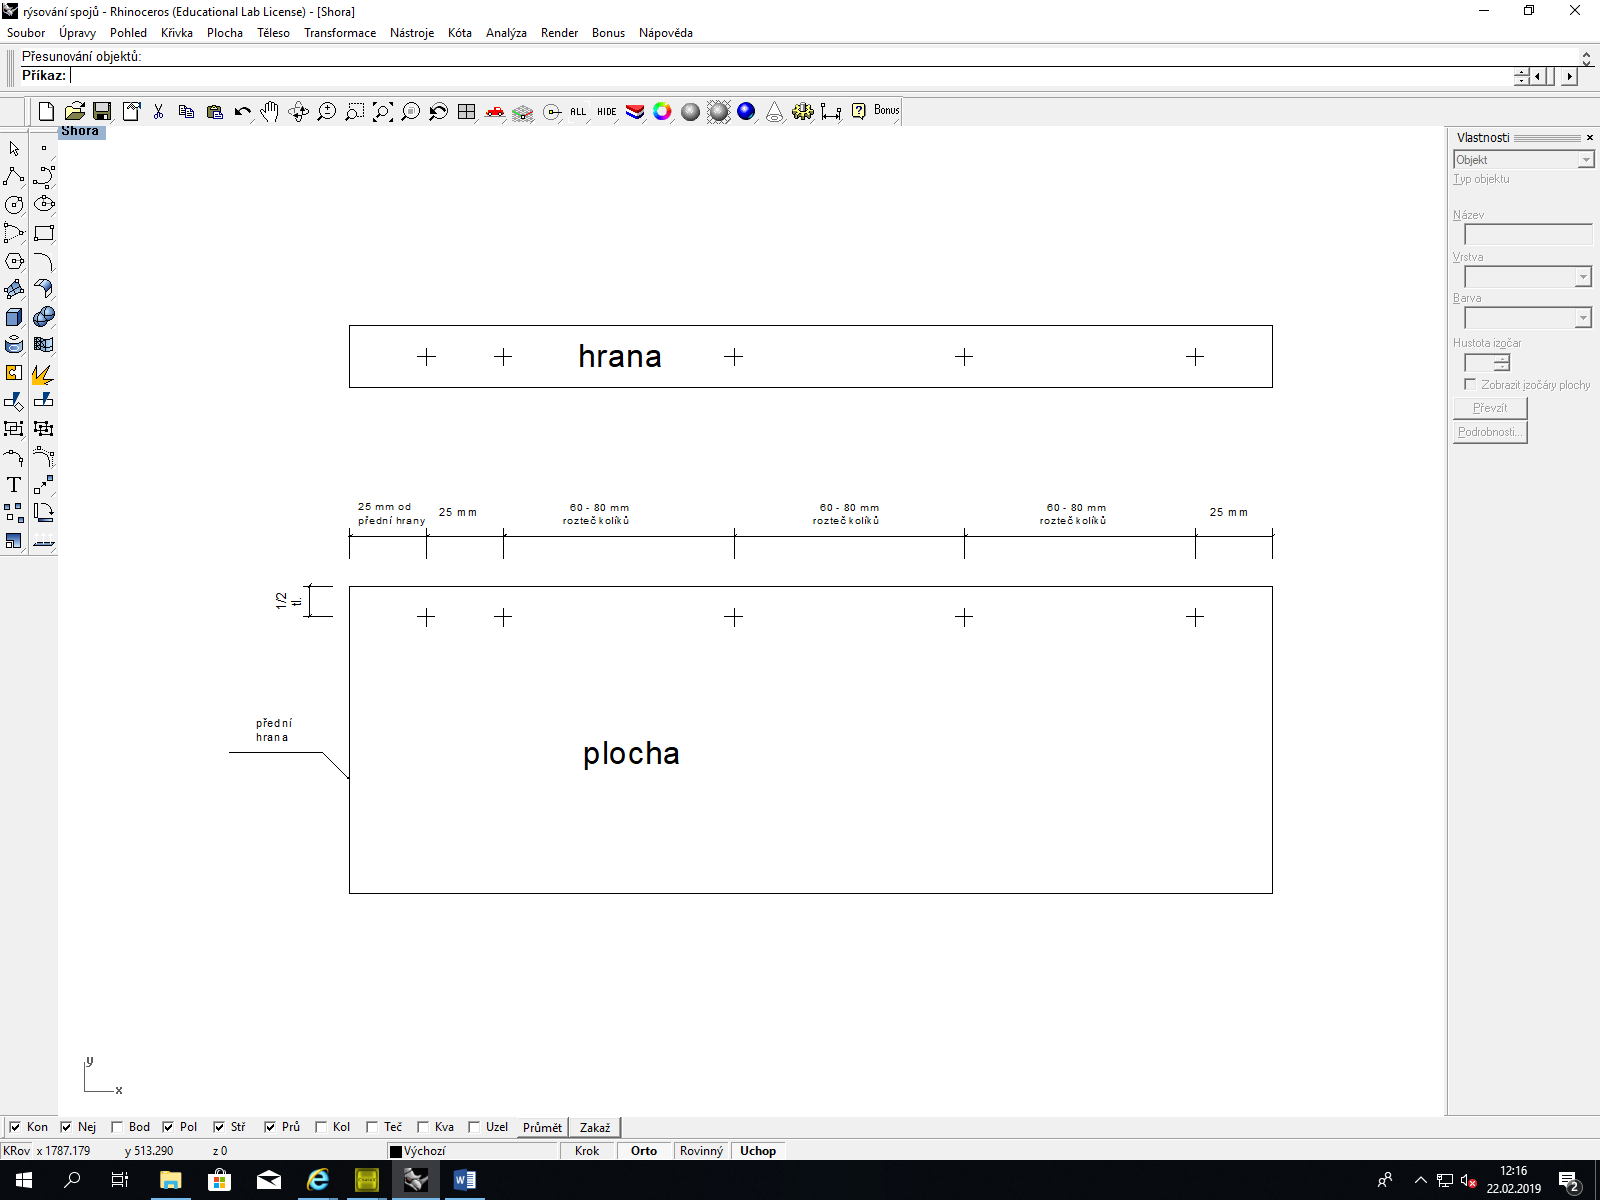 rýsování spojů - Rhinoceros (Educational Lab License) - [Shora]
Soubor Úpravy Pohled Křivka Plocha Těleso Transformace Nástroje Kóta Analýza Render Bonus Nápověda
Přesunování objektů:
Příkaz:
ALL HIDE Bonus
Shora
Vlastnosti
Objekt
Typ objektu
Název
Vrstva
Barva
Hustota izočar
Zobrazit izočáry plochy
Převzít
Podrobnosti...
T
hrana
25 mm od
přední hrany
25 mm
60 - 80 mm
rozteč kolíků
60 - 80 mm
rozteč kolíků
60 - 80 mm
rozteč kolíků
25 mm
1/2
tl.
přední
hrana
plocha
y
x
Kon Nej Bod Pol Stř Prů Kol Teč Kva Uzel Průmět Zakaž
KRov x 1787.179 y 513.290 z 0 Výchozí Krok Orto Rovinný Uchop
12:16
22.02.2019
2